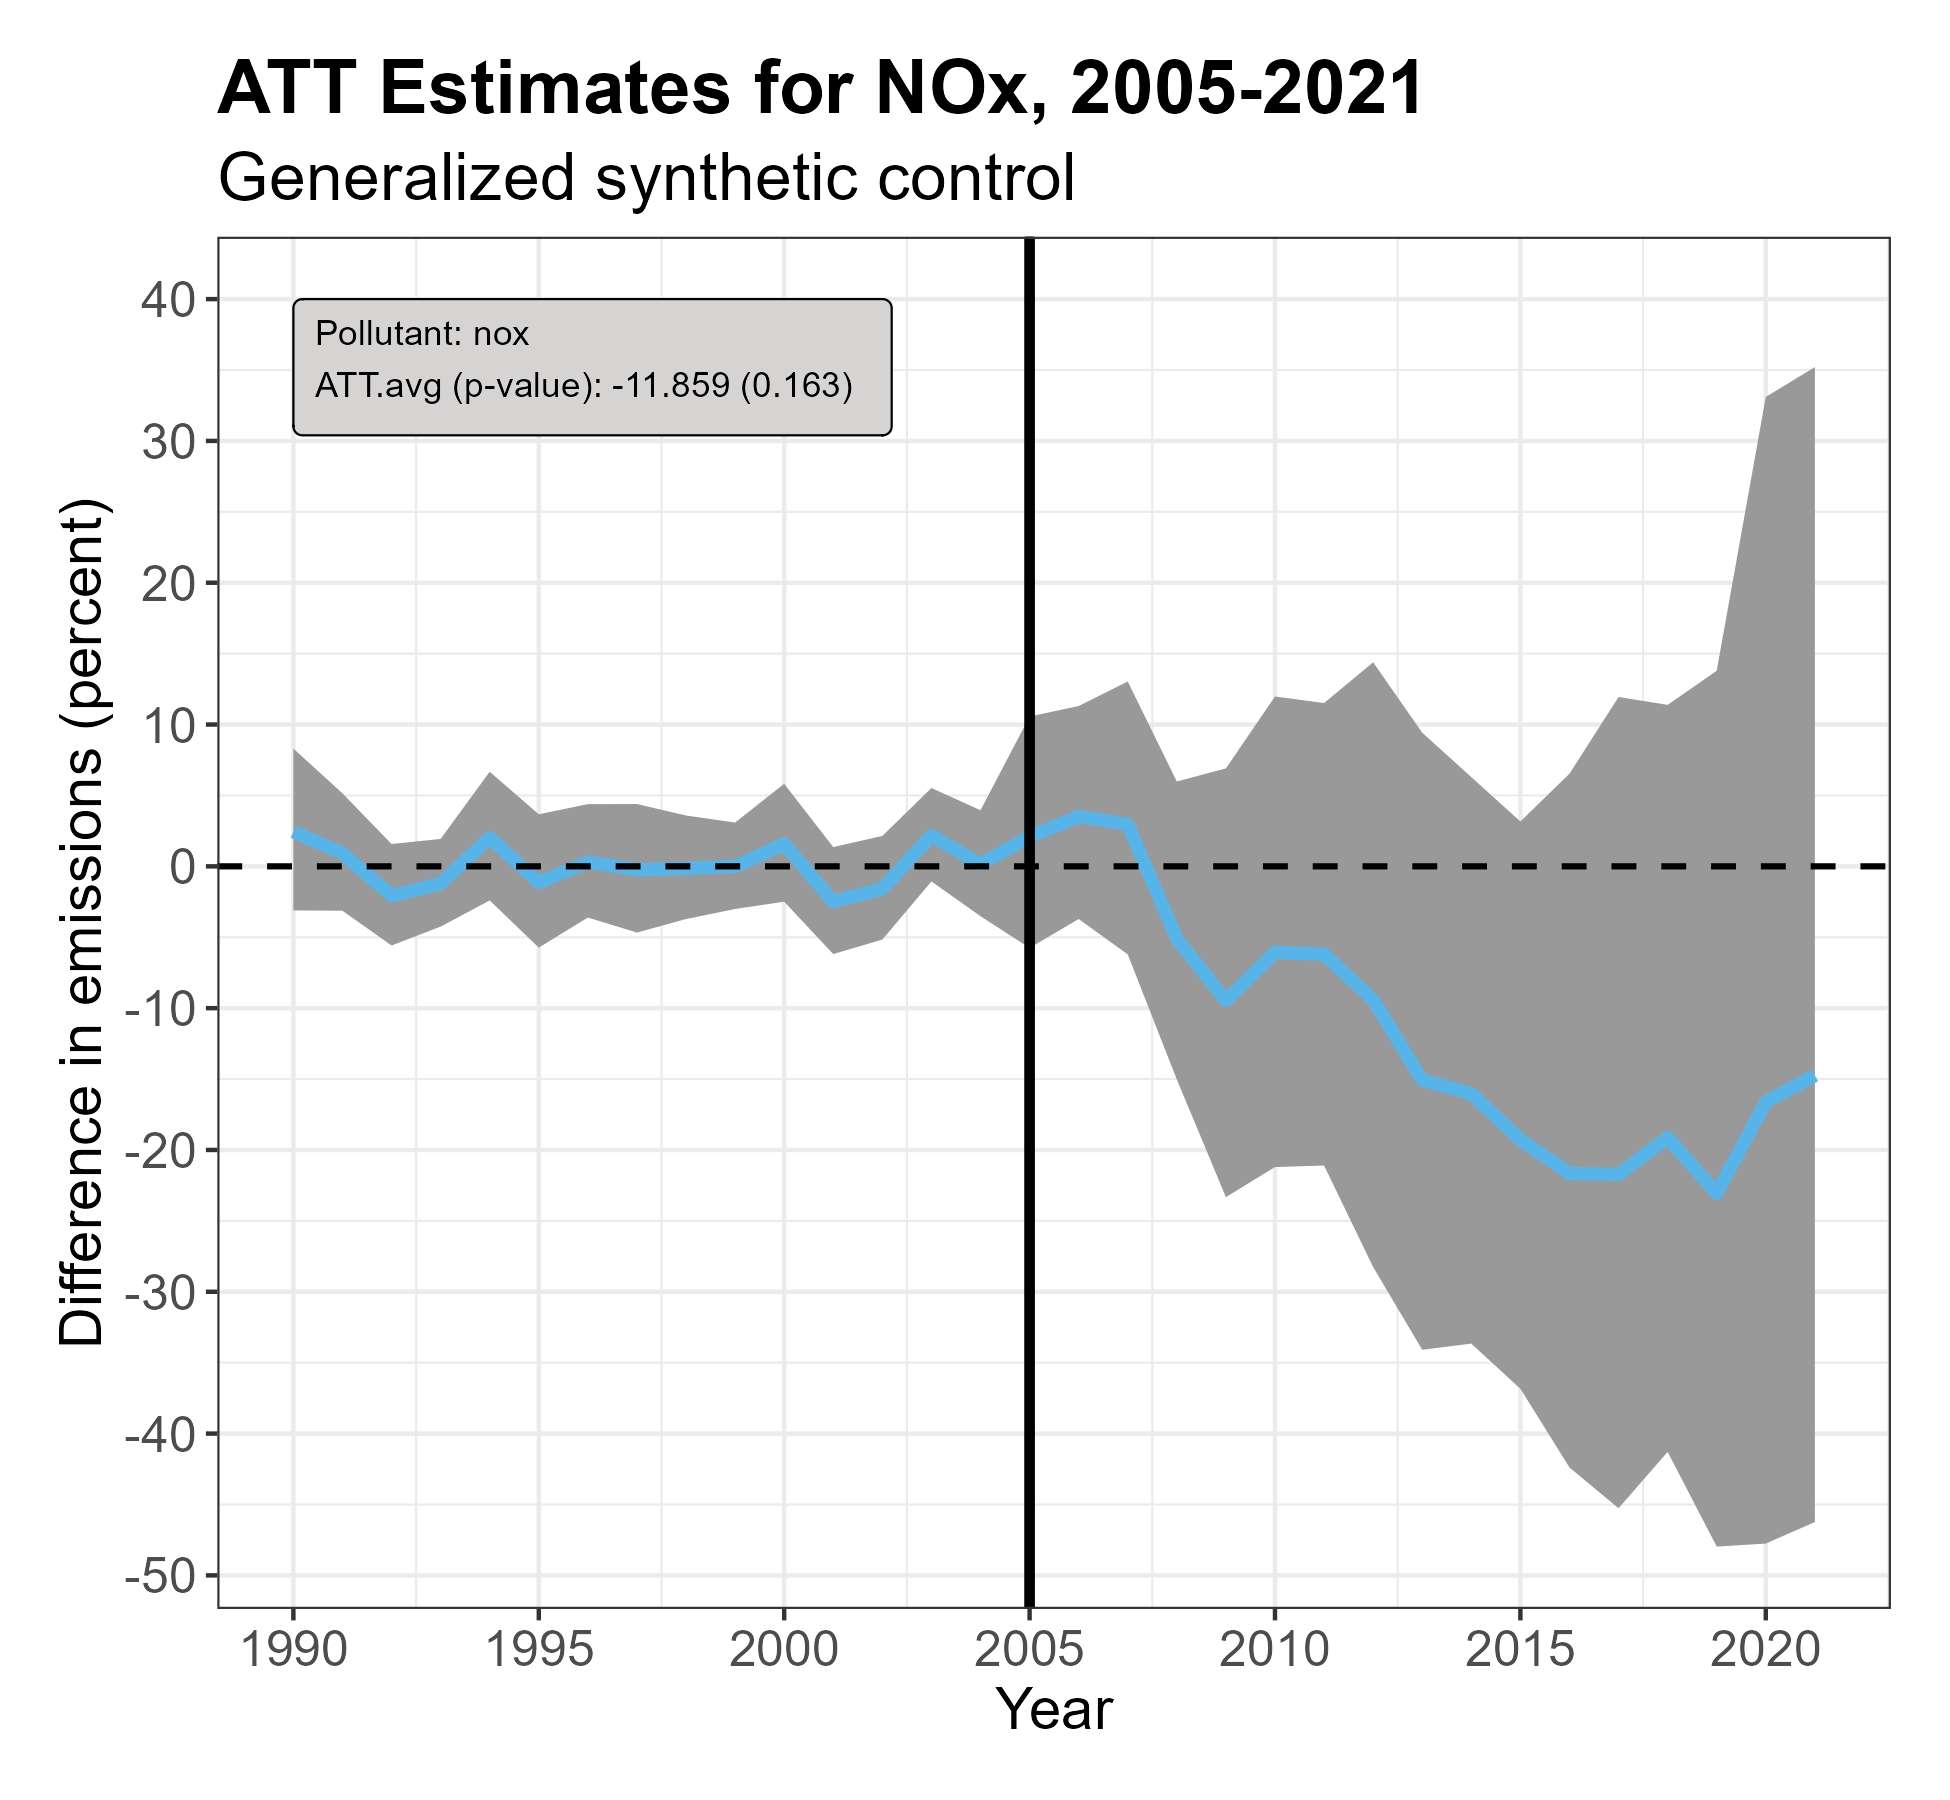 ATT Estimates for NOx, 2005-2021
Generalized synthetic control
Pollutant: nox
ATT.avg (p-value): -11.859 (0.163)
Difference in emissions (percent)
40
30
20
10
0
-10
-20
-30
-40
-50
1990 1995 2000 2005 2010 2015 2020
Year